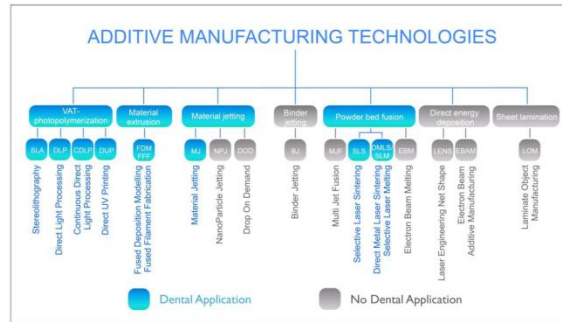 ADDITIVE MANUFACTURING TECHNOLOGIES
VAT-
photopolymerization
Material
extrusion
Material jetting
Binder
jetting
Powder bed fusion
Direct energy
deposition
Sheet lamination
SLA
DLP
CDLP
DUP
FDM
FFF
MJ
NPJ
DOD
BJ
MJF
SLS
DMLS
SLM
EBM
LENS
EBAM
LOM
Stereolithography
Direct Light Processing
Continuous Direct
Light Processing
Direct UV Printing
Fused Deposition Modelling
Fused Filament Fabrication
Material Jetting
NanoParticle Jetting
Drop On Demand
Binder Jetting
Multi Jet Fusion
Selective Laser Sintering
Direct Metal Laser Sintering
Selective Laser Melting
Electron Beam Melting
Laser Engineering Net Shape
Electron Beam
Additive Manufacturing
Laminate Object
Manufacturing
Dental Application
No Dental Application